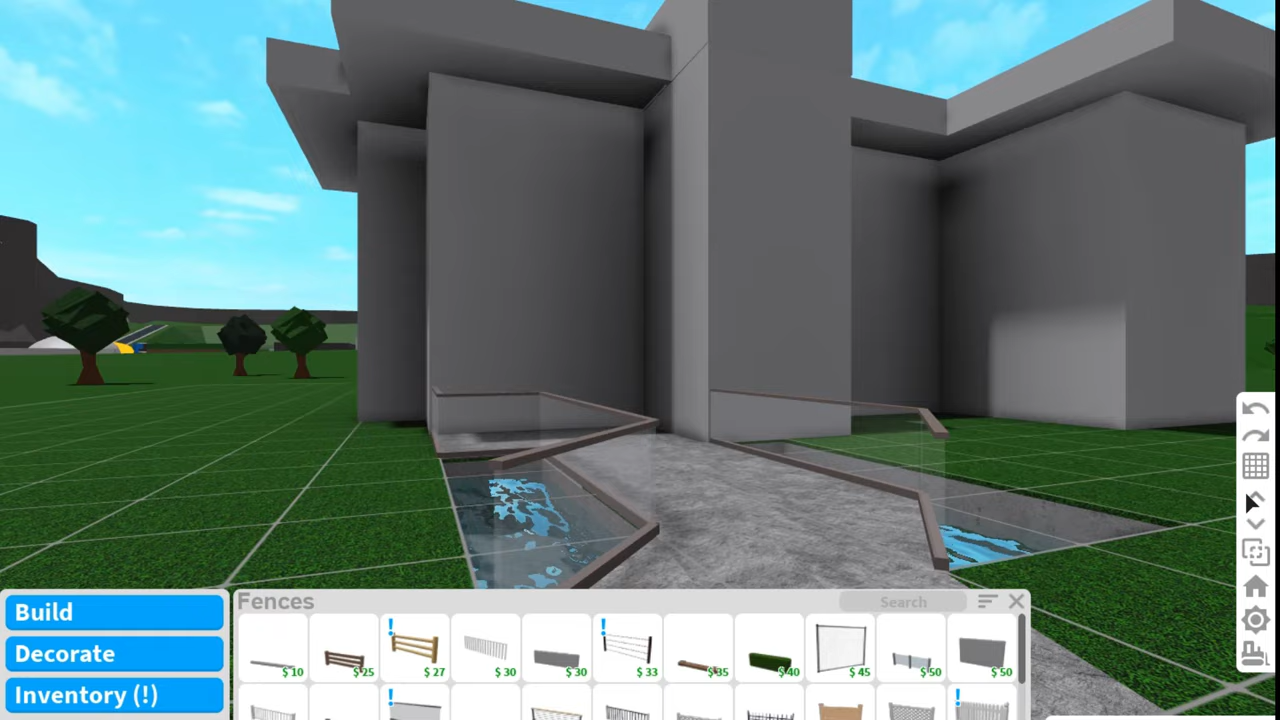 Build
Decorate
Inventory (!)
Fences
Search
! !
$ 10 $ 25 $ 27 $ 30 $ 30 $ 33 $ 35 $ 40 $ 45 $ 50 $ 50
! !